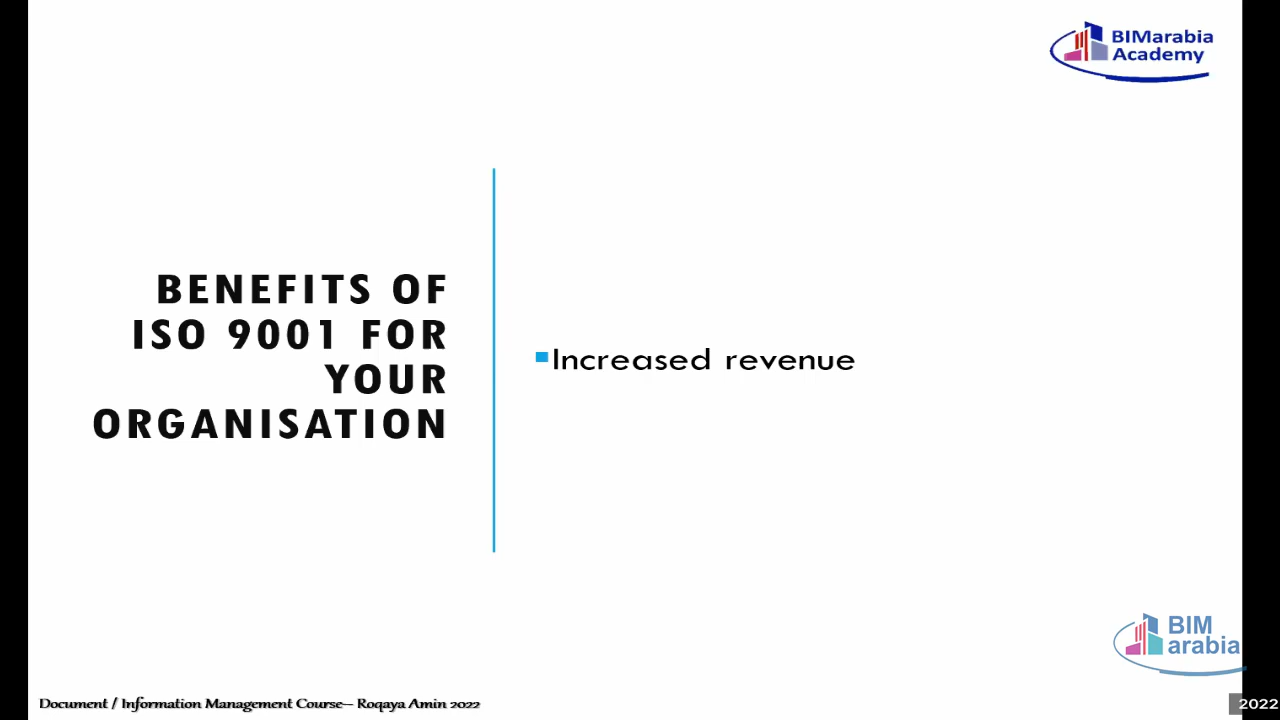 BIMarabia
Academy
BENEFITS OF
ISO 9001 FOR
YOUR
ORGANISATION
Increased revenue
BIM
arabia
Document / Information Management Course– Roqaya Amin 2022
2022